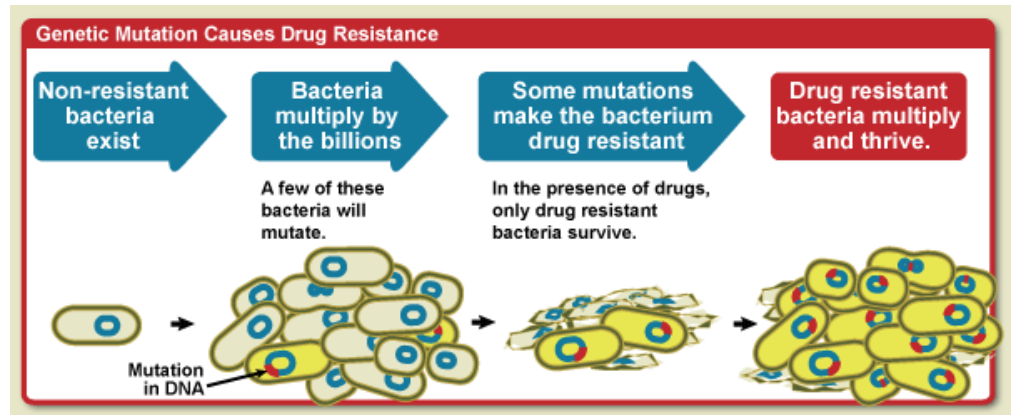 Genetic Mutation Causes Drug Resistance
Non-resistant
bacteria
exist
Bacteria
multiply by
the billions
Some mutations
make the bacterium
drug resistant
Drug resistant
bacteria multiply
and thrive.
A few of these
bacteria will
mutate.
In the presence of drugs,
only drug resistant
bacteria survive.
Mutation
in DNA